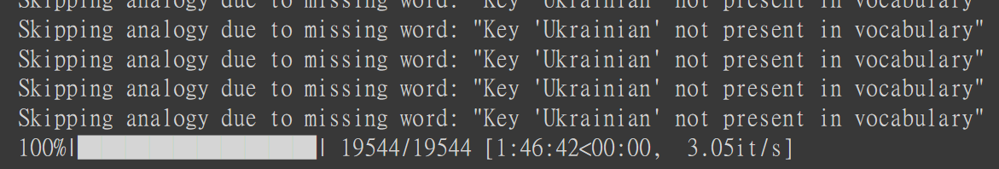 Skipping analogy due to missing word: "Key 'Ukrainian' not present in vocabulary"
Skipping analogy due to missing word: "Key 'Ukrainian' not present in vocabulary"
Skipping analogy due to missing word: "Key 'Ukrainian' not present in vocabulary"
Skipping analogy due to missing word: "Key 'Ukrainian' not present in vocabulary"
Skipping analogy due to missing word: "Key 'Ukrainian' not present in vocabulary"
100%|██████████| 19544/19544 [1:46:42<00:00,  3.05it/s]